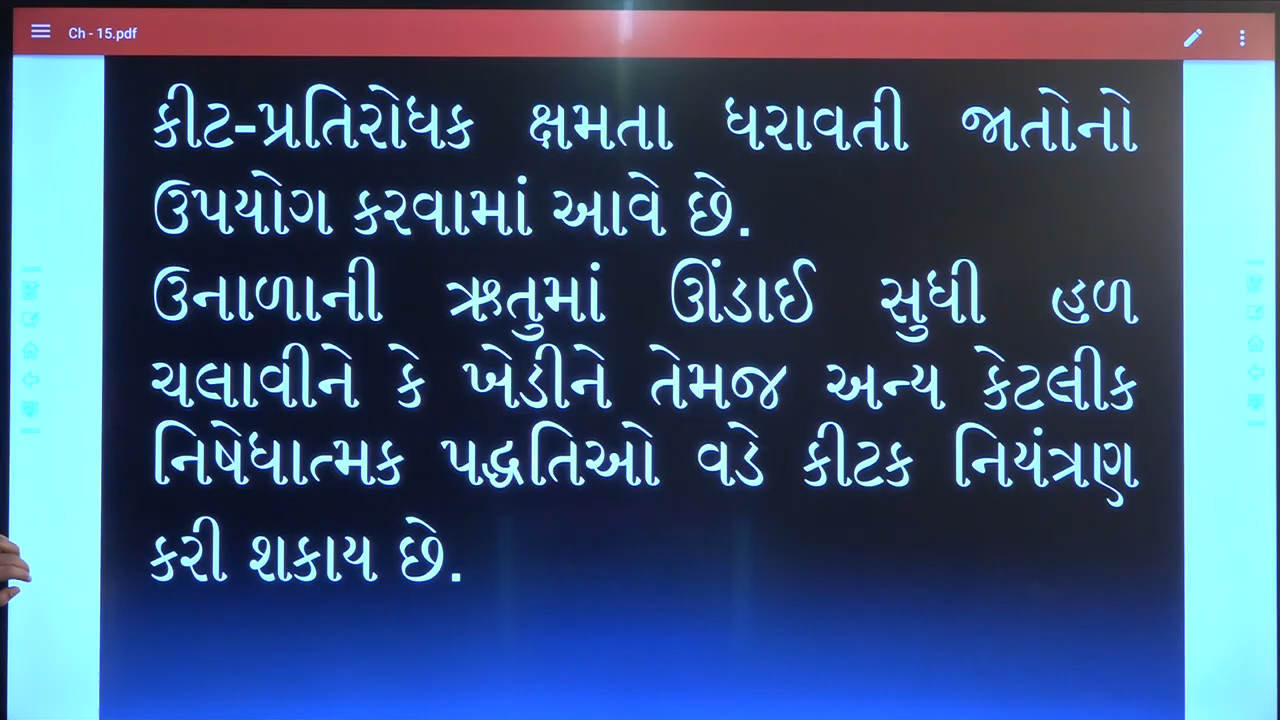 Ch - 15.pdf
કીટ-પ્રતિરોધક ક્ષમતા ધરાવતી જાતોનો
ઉપયોગ કરવામાં આવે છે.
ઉનાળાની ઋતુમાં ઊંડાઈ સુધી હળ
ચલાવીને કે ખેડીને તેમજ અન્ય કેટલીક
નિષેધાત્મક પદ્ધતિઓ વડે કીટક નિયંત્રણ
કરી શકાય છે.